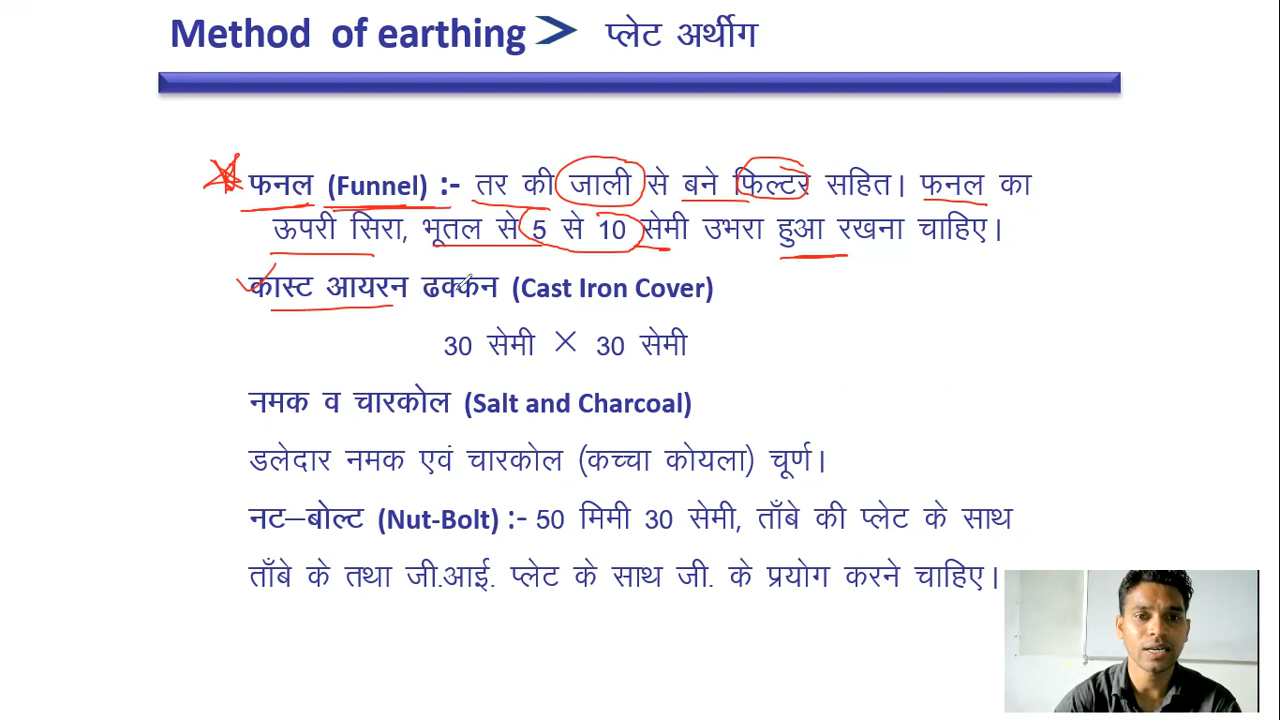 Method of earthing > प्लेट अर्थीग
फनल (Funnel) :- तर की जाली से बने फिल्टर सहित। फनल का
ऊपरी सिरा, भूतल से 5 से 10 सेमी उभरा हुआ रखना चाहिए।
कास्ट आयरन ढक्कन (Cast Iron Cover)
30 सेमी × 30 सेमी
नमक व चारकोल (Salt and Charcoal)
डलेदार नमक एवं चारकोल (कच्चा कोयला) चूर्ण।
नट–बोल्ट (Nut-Bolt) :- 50 मिमी 30 सेमी, ताँबे की प्लेट के साथ
ताँबे के तथा जी.आई. प्लेट के साथ जी. के प्रयोग करने चाहिए।